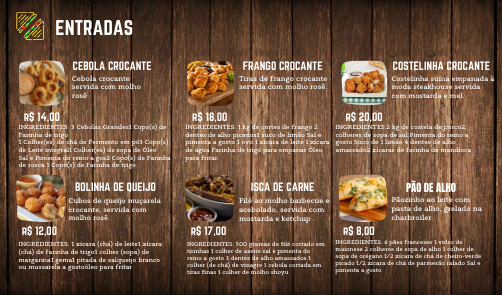 ENTRADAS
CEBOLA CROCANTE
Cebola crocante
servida com molho
rosê
R$ 14,00
INGREDIENTES: 3 Cebolas Grandes1 Copo(s) de
Farinha de trigo
1 Colher(es) de chá de Fermento em pó3 Copo(s)
de Leite integral1 Colher(es) de sopa de Óleo
Sal e Pimenta do reino a gos2 Copo(s) de Farinha de
rosca 1 Copo(s) de Farinha de trigo
FRANGO CROCANTE
Tiras de frango crocante
servida com molho rosê
R$ 18,00
INGREDIENTES: 1 kg de cortes de frango 2
dentes de alho picados1 suco de limão Sal e
pimenta a gosto 1 ovo 1 xícara de leite 1 xícara
de água Farinha de trigo para empanar Óleo
para fritar
COSTELINHA CROCANTE
Costelinha suína empanada à
moda steakhouse servida
com mostarda e mel
R$ 20,00
INGREDIENTES: 2 kg de costela de porco2
colheres de sopa de sal Pimenta do reino a
gosto Suco de 1 limão 4 dentes de alho
amassado2 xícaras de farinha de mandioca
BOLINHA DE QUEIJO
Cubos de queijo muçarela
crocante, servida com
molho rosê
R$ 12,00
INGREDIENTES: 1 xícara (chá) de leite1.xícara
(chá) de farinha de trigo1 colher (sopa) de
margarina1 gema1 pitada de salqueijo branco
ou mussarela a gostoóleo para fritar
ISCA DE CARNE
Filé ao molho barbecue e
acebolado, servida com
mostarda e ketchup
R$ 17,00
INGREDIENTES: 500 gramas de filé cortado em
tirinhas 1 colher de azeite sal e pimenta do
reino a gosto 3 dentes de alho amassados 1
colher (de chá) de vinagre 1 cebola cortada em
tiras finas 1 colher de molho shoyu
PÃO DE ALHO
Pãozinho ao leite com
pasta de alho, grelado na
charbroiler
R$ 8,00
INGREDIENTES: 6 pães franceses 1 vidro de
maionese 2 colheres de sopa de alho 1 colher de
sopa de orégano 1/2 xícara de chá de cheiro-verde
picado 1/2 xícara de chá de parmesão ralado Sal e
pimenta a gosto